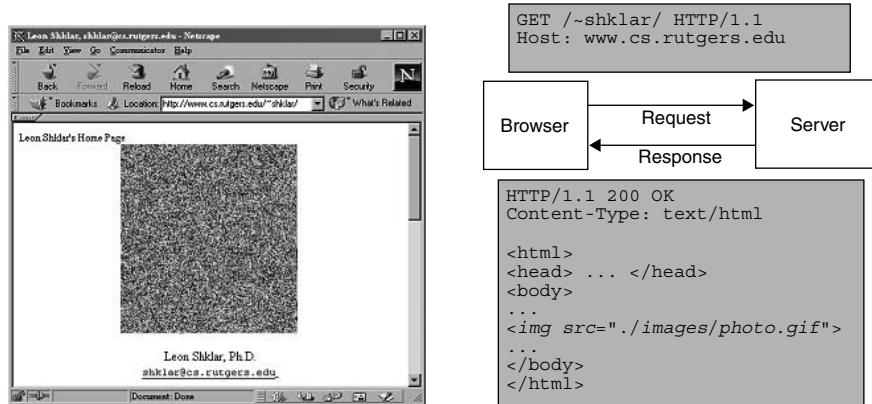 Leon Shklar, shklar@cs.rutgers.edu - Netscape
File Edit View Go Communicator Help
Back Forward Reload Home Search Netscape Print Security
N
Bookmarks Location: http://www.cs.rutgers.edu/~shklar/ What's Related
Leon Shklar's Home Page
Leon Shklar, Ph.D.
shklar@cs.rutgers.edu
Document: Done
GET /~shklar/ HTTP/1.1
Host: www.cs.rutgers.edu
Browser
Request
Response
Server
HTTP/1.1 200 OK
Content-Type: text/html
<html>
<head> ... </head>
<body>
...
<img src="./images/photo.gif">
...
</body>
</html>